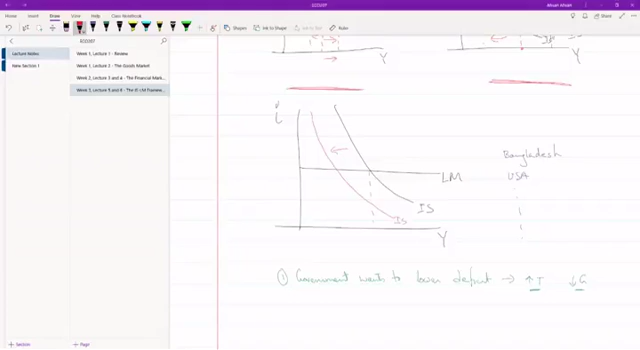 Ahsan Ahsan
File Home Insert Draw View Help Class Notebook
Ink to Shape Ink to Text Ruler
Lecture Notes
New Section 1
Week 1, Lecture 1 - Review
Week 1, Lecture 2 - The Goods Market
Week 2, Lecture 3 and 4 - The Financial Mark...
Week 3, Lecture 5 and 6 - The IS LM Framew...
Y
Y
i
LM
IS
IS
Y
Bangladesh
USA
① Government wants to lower deficit → ↑ T ↓ G
+ Section
+ Page